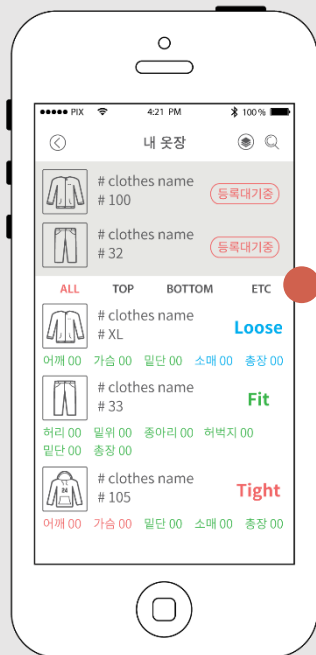 PIX 4:21 PM 100%
내 옷장
# clothes name
# 100
등록대기중
# clothes name
# 32
등록대기중
ALL TOP BOTTOM ETC
# clothes name
# XL
Loose
어깨 00 가슴 00 밑단 00 소매 00 총장 00
# clothes name
# 33
Fit
허리 00 밑위 00 종아리 00 허벅지 00
밑단 00 총장 00
# clothes name
# 105
Tight
어깨 00 가슴 00 밑단 00 소매 00 총장 00